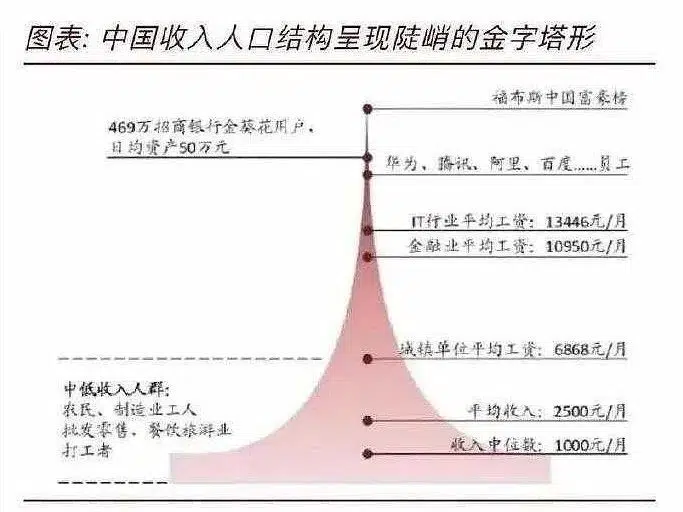 图表: 中国收入人口结构呈现陡峭的金字塔形
福布斯中国富豪榜
469万招商银行金葵花用户,
日均资产50万元
华为、腾讯、阿里、百度……员工
IT行业平均工资: 13446元/月
金融业平均工资: 10950元/月
城镇单位平均工资: 6868元/月
中低收入人群:
农民、制造业工人
批发零售、餐饮旅游业
打工者
平均收入: 2500元/月
收入中位数: 1000元/月